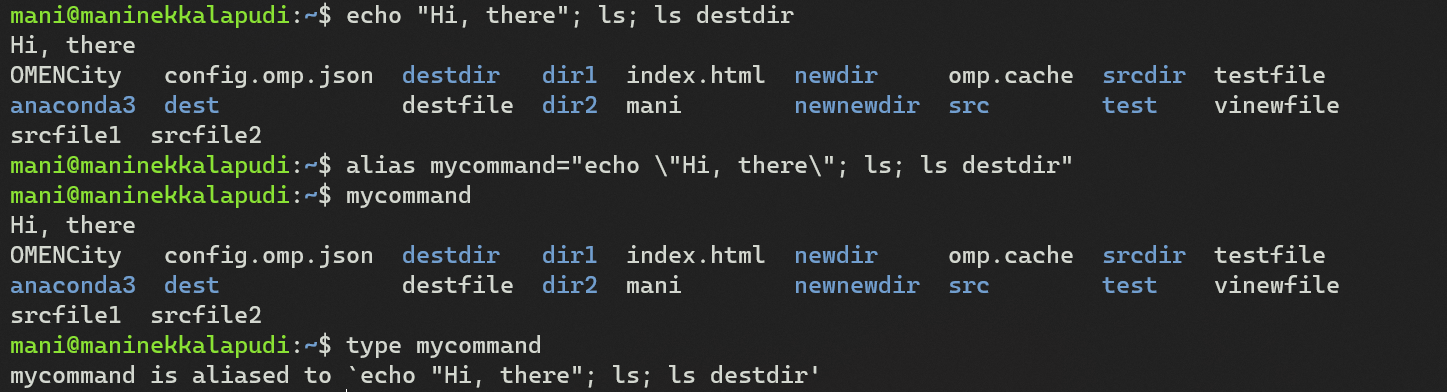 mani@maninekkalapudi:~$ echo "Hi, there"; ls; ls destdir
Hi, there
OMENCity   config.omp.json  destdir   dir1  index.html  newdir     omp.cache  srcdir  testfile
anaconda3  dest             destfile  dir2  mani        newnewdir  src        test    vinewfile
srcfile1  srcfile2
mani@maninekkalapudi:~$ alias mycommand="echo \"Hi, there\"; ls; ls destdir"
mani@maninekkalapudi:~$ mycommand
Hi, there
OMENCity   config.omp.json  destdir   dir1  index.html  newdir     omp.cache  srcdir  testfile
anaconda3  dest             destfile  dir2  mani        newnewdir  src        test    vinewfile
srcfile1  srcfile2
mani@maninekkalapudi:~$ type mycommand
mycommand is aliased to `echo "Hi, there"; ls; ls destdir'